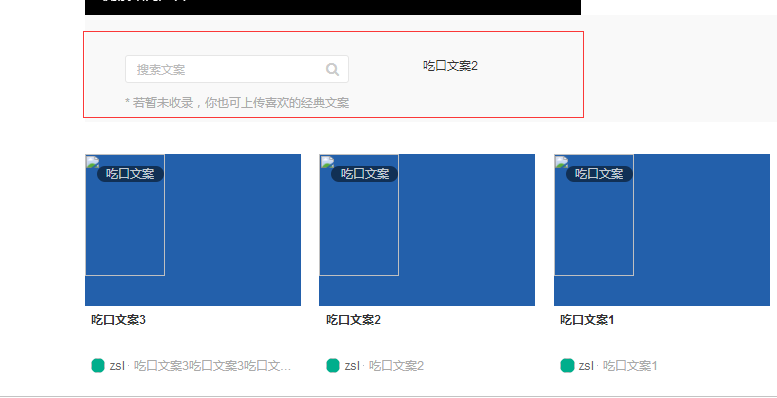 搜索文案
吃口文案2
* 若暂未收录，你也可上传喜欢的经典文案
吃口文案
吃口文案
吃口文案
吃口文案3
吃口文案2
吃口文案1
zsl · 吃口文案3吃口文案3吃口文...
zsl · 吃口文案2
zsl · 吃口文案1